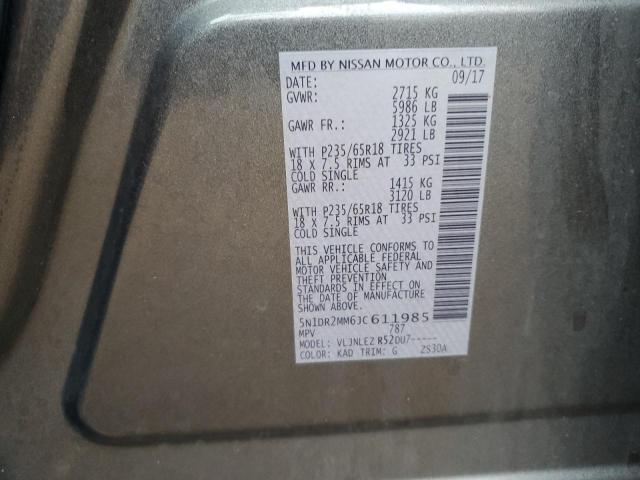 MFD BY NISSAN MOTOR CO., LTD.
DATE: 09/17
GVWR: 2715 KG
5986 LB
GAWR FR.: 1325 KG
2921 LB
WITH P235/65R18 TIRES
18 X 7.5 RIMS AT 33 PSI
COLD SINGLE
GAWR RR.: 1415 KG
3120 LB
WITH P235/65R18 TIRES
18 X 7.5 RIMS AT 33 PSI
COLD SINGLE
THIS VEHICLE CONFORMS TO
ALL APPLICABLE FEDERAL
MOTOR VEHICLE SAFETY AND
THEFT PREVENTION
STANDARDS IN EFFECT ON
THE DATE OF MANUFACTURE
SHOWN ABOVE.
5N1DR2MM6JC611985
MPV 787
MODEL: VLJNLEZ R52DU7-----
COLOR: KAD TRIM: G ZS30A